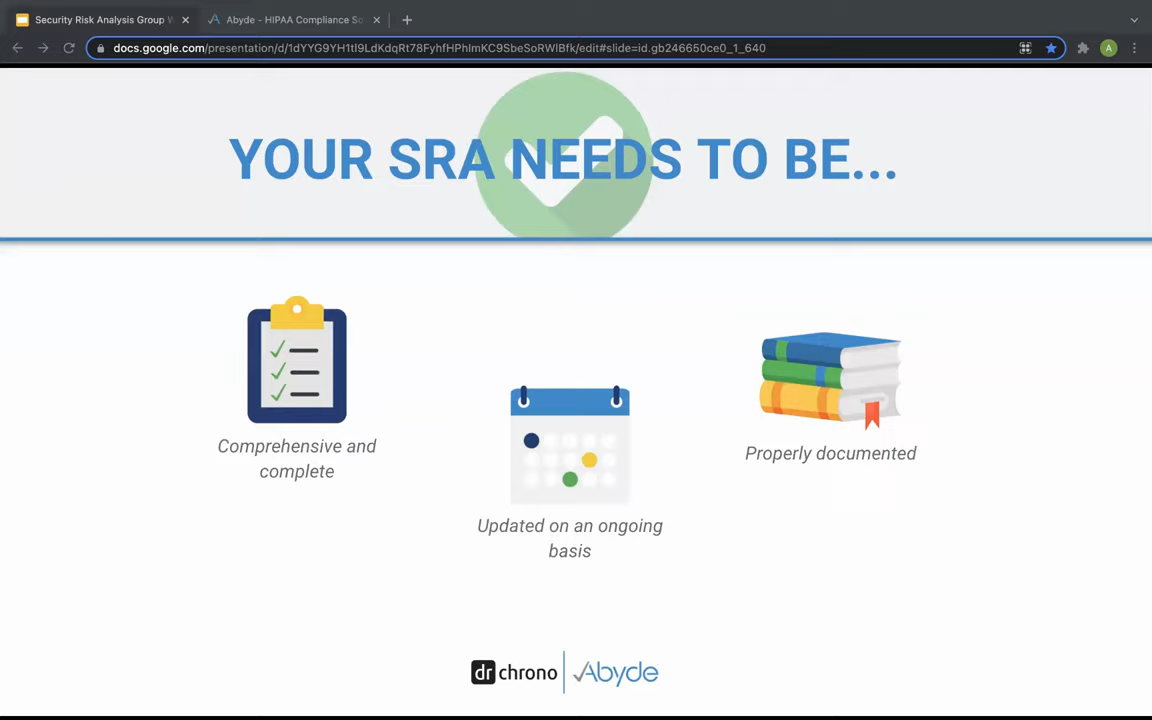 Security Risk Analysis Group W
Abyde - HIPAA Compliance So
docs.google.com/presentation/d/1dYYG9YH1tI9LdKdqRt78FyhfHPhImKC9SbeSoRWlBfk/edit#slide=id.gb246650ce0_1_640
A
YOUR SRA NEEDS TO BE...
Comprehensive and
complete
Updated on an ongoing
basis
Properly documented
dr chrono
Abyde